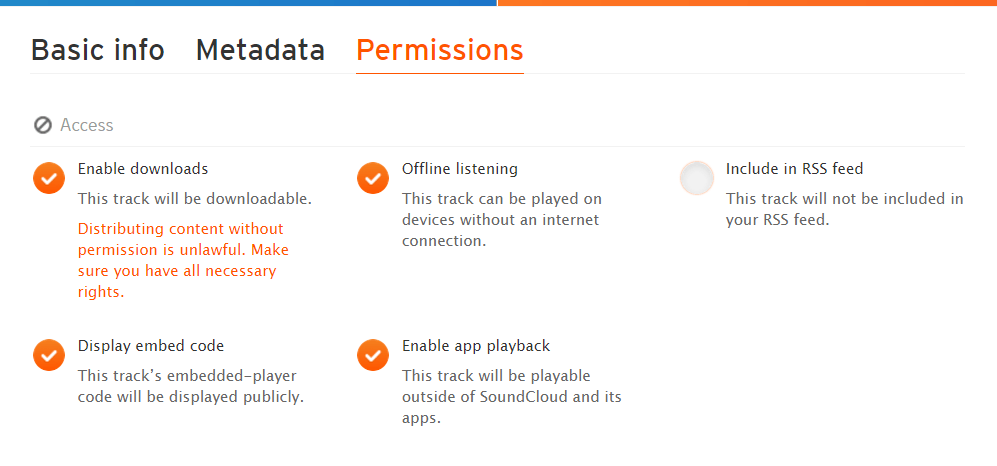 Basic info Metadata Permissions
Access
Enable downloads
This track will be downloadable.
Distributing content without
permission is unlawful. Make
sure you have all necessary
rights.
Offline listening
This track can be played on
devices without an internet
connection.
Include in RSS feed
This track will not be included in
your RSS feed.
Display embed code
This track’s embedded-player
code will be displayed publicly.
Enable app playback
This track will be playable
outside of SoundCloud and its
apps.